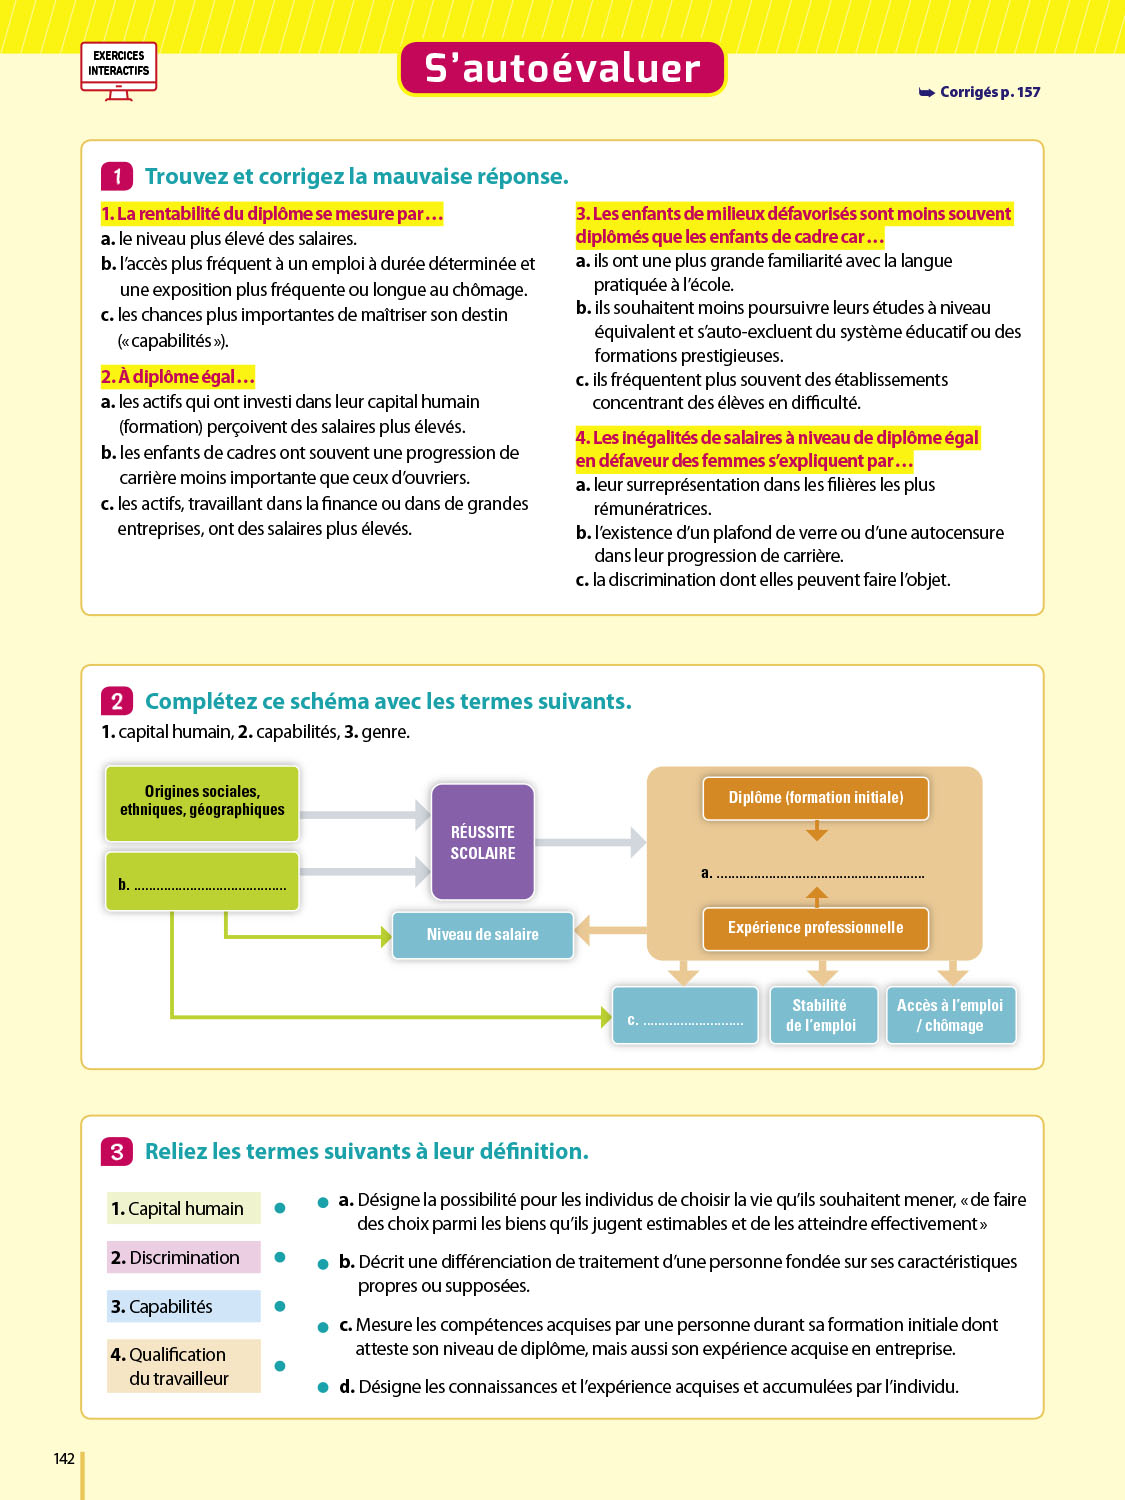 EXERCICES
INTERACTIFS
S’autoévaluer
➥ Corrigés p. 157
1 Trouvez et corrigez la mauvaise réponse.
1. La rentabilité du diplôme se mesure par…
a. le niveau plus élevé des salaires.
b. l’accès plus fréquent à un emploi à durée déterminée et
une exposition plus fréquente ou longue au chômage.
c. les chances plus importantes de maîtriser son destin
(« capabilités »).
2. À diplôme égal…
a. les actifs qui ont investi dans leur capital humain
(formation) perçoivent des salaires plus élevés.
b. les enfants de cadres ont souvent une progression de
carrière moins importante que ceux d’ouvriers.
c. les actifs, travaillant dans la finance ou dans de grandes
entreprises, ont des salaires plus élevés.
3. Les enfants de milieux défavorisés sont moins souvent
diplômés que les enfants de cadre car…
a. ils ont une plus grande familiarité avec la langue
pratiquée à l’école.
b. ils souhaitent moins poursuivre leurs études à niveau
équivalent et s’auto-excluent du système éducatif ou des
formations prestigieuses.
c. ils fréquentent plus souvent des établissements
concentrant des élèves en difficulté.
4. Les inégalités de salaires à niveau de diplôme égal
en défaveur des femmes s’expliquent par…
a. leur surreprésentation dans les filières les plus
rémunératrices.
b. l’existence d’un plafond de verre ou d’une autocensure
dans leur progression de carrière.
c. la discrimination dont elles peuvent faire l’objet.
2 Complétez ce schéma avec les termes suivants.
1. capital humain, 2. capabilités, 3. genre.
Origines sociales,
ethniques, géographiques
b. ........................................
RÉUSSITE
SCOLAIRE
Niveau de salaire
Diplôme (formation initiale)
a. ........................................................
Expérience professionnelle
c. ...........................
Stabilité
de l’emploi
Accès à l’emploi
/ chômage
3 Reliez les termes suivants à leur définition.
1. Capital humain
2. Discrimination
3. Capabilités
4. Qualification
du travailleur
a. Désigne la possibilité pour les individus de choisir la vie qu’ils souhaitent mener, « de faire
des choix parmi les biens qu’ils jugent estimables et de les atteindre effectivement »
b. Décrit une différenciation de traitement d’une personne fondée sur ses caractéristiques
propres ou supposées.
c. Mesure les compétences acquises par une personne durant sa formation initiale dont
atteste son niveau de diplôme, mais aussi son expérience acquise en entreprise.
d. Désigne les connaissances et l’expérience acquises et accumulées par l’individu.
142